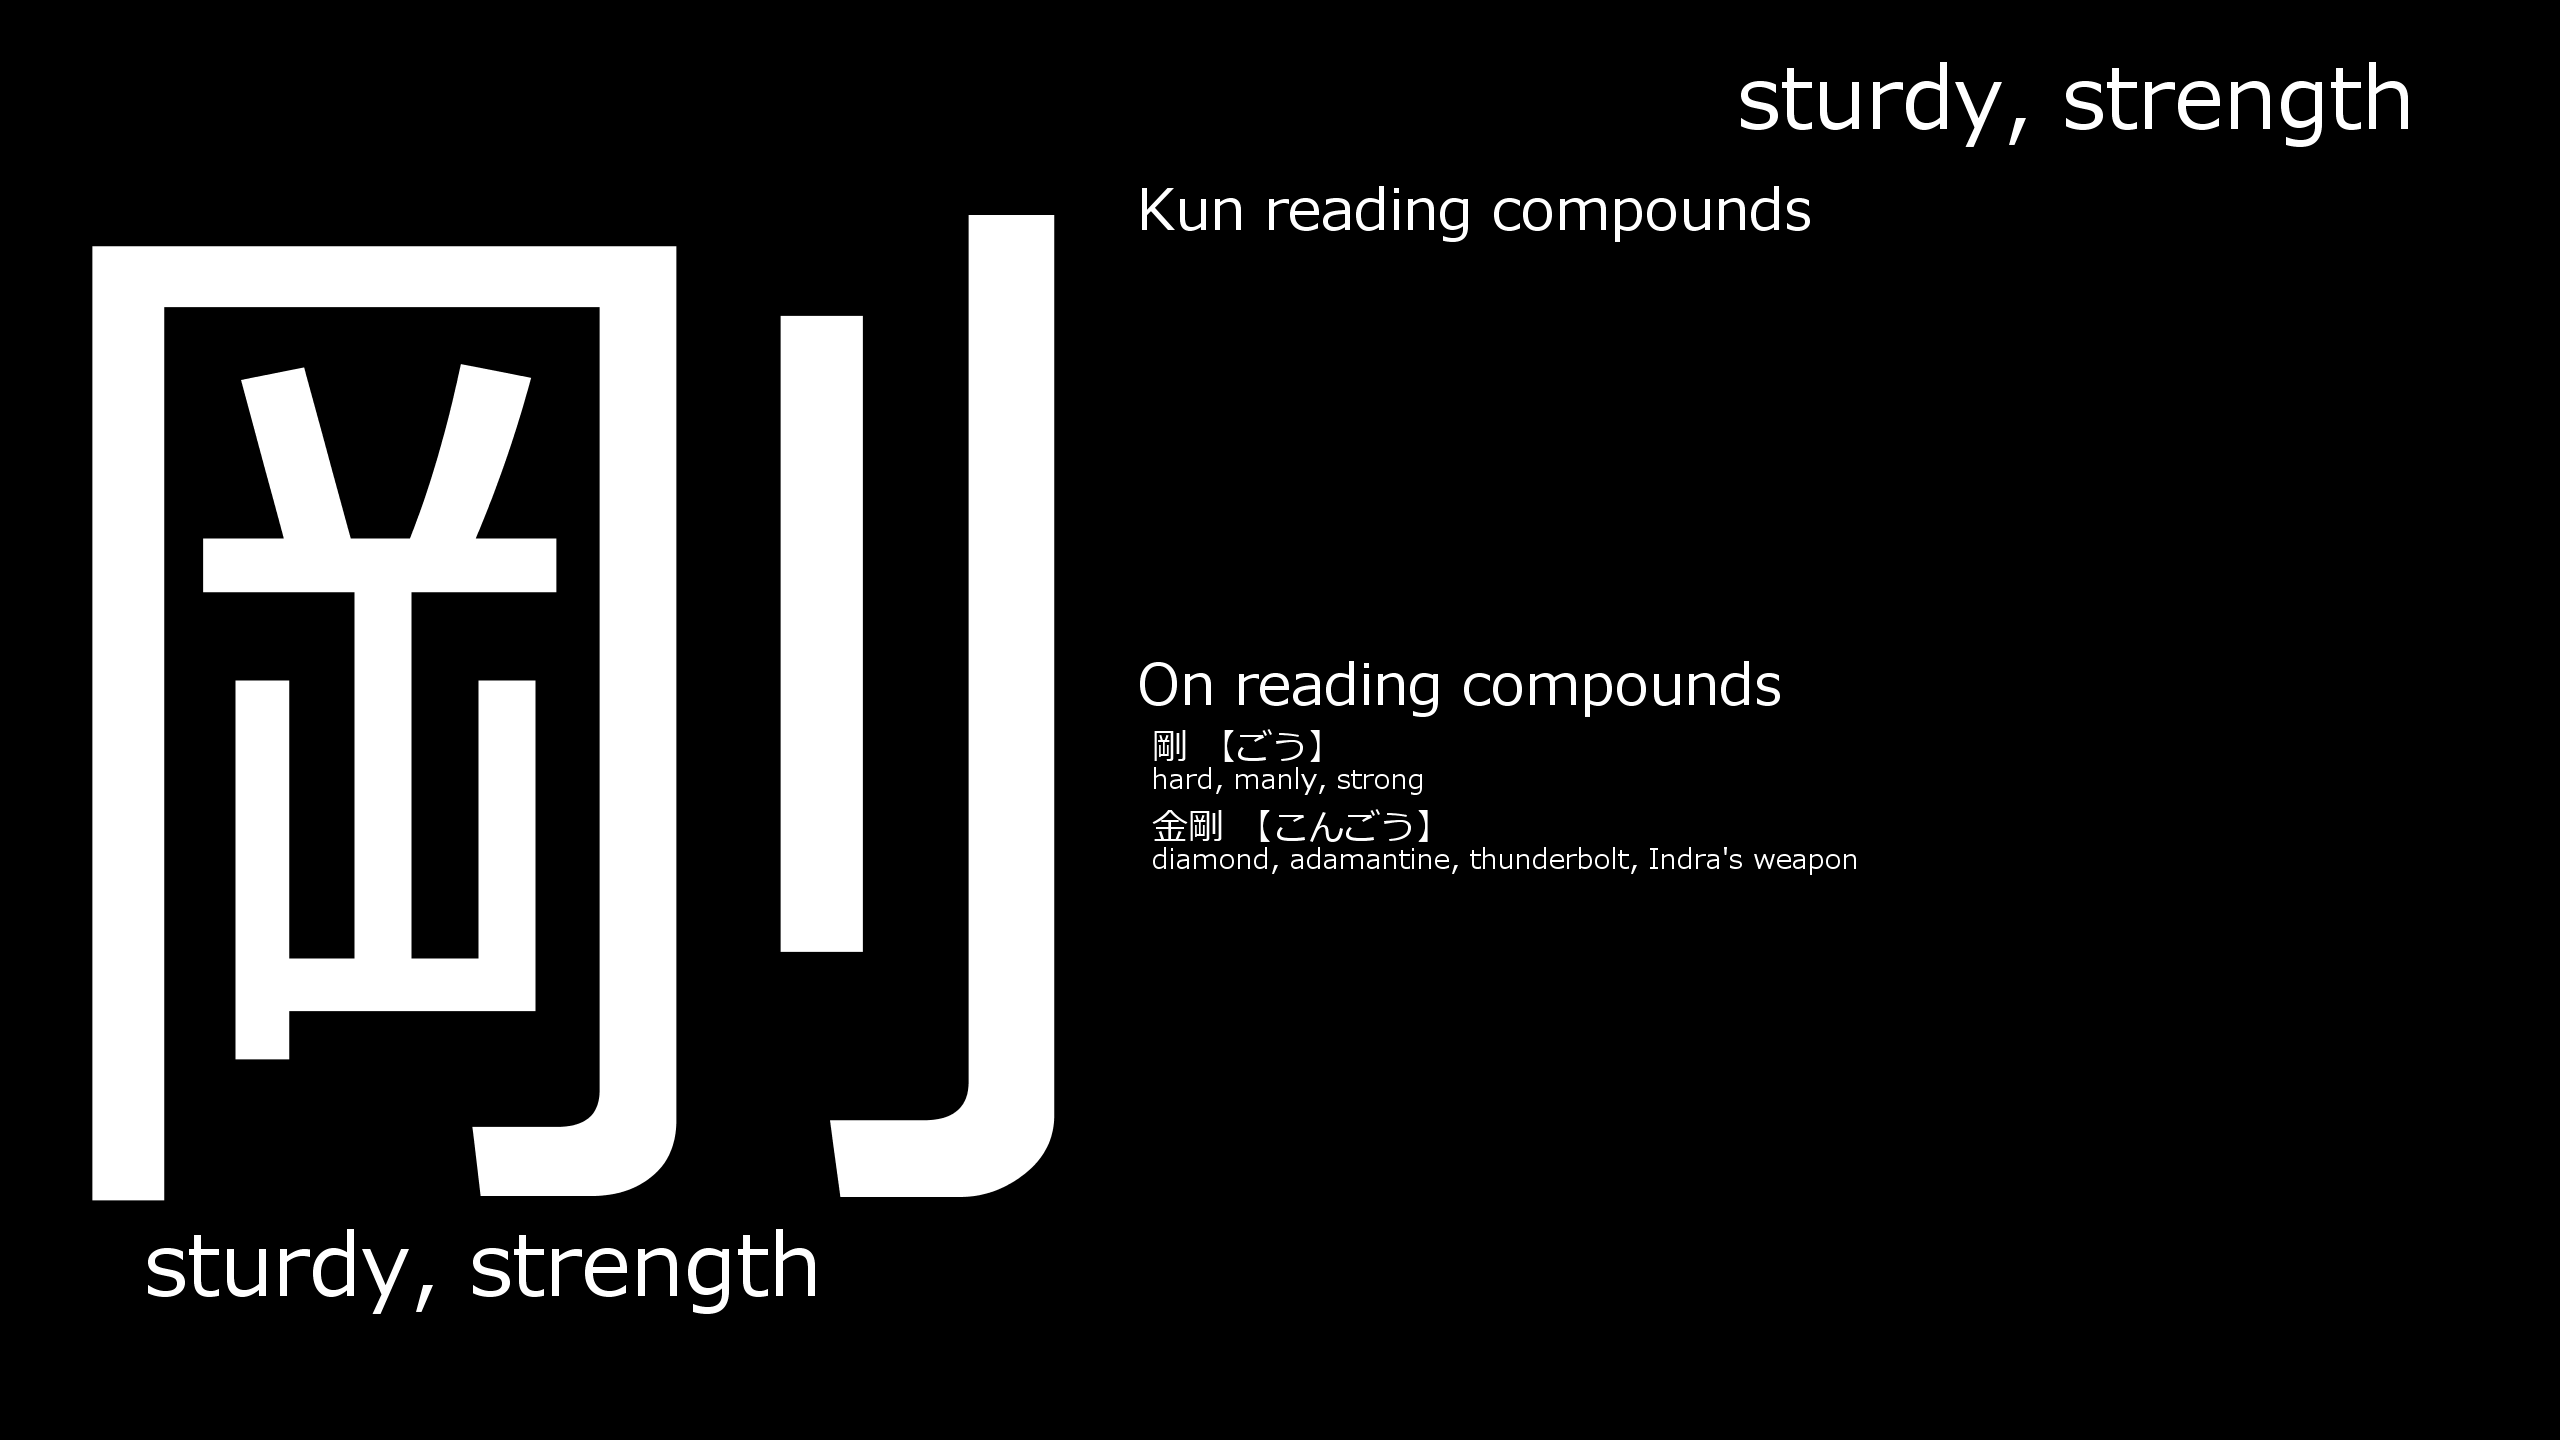 sturdy, strength
剛
sturdy, strength
Kun reading compounds
On reading compounds
剛 【ごう】
hard, manly, strong
金剛 【こんごう】
diamond, adamantine, thunderbolt, Indra's weapon